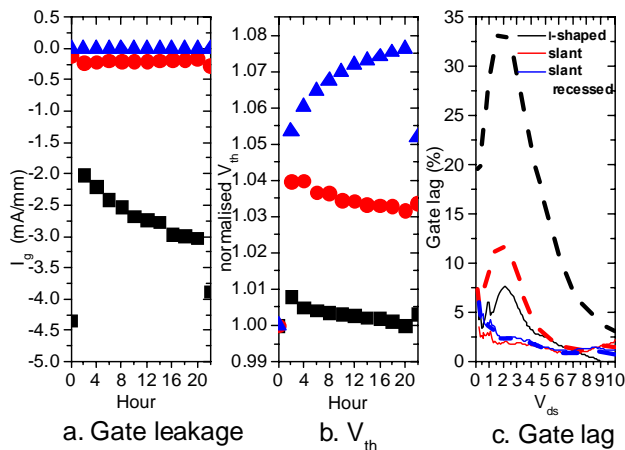 0.5
0.0
-0.5
-1.0
-1.5
-2.0
-2.5
-3.0
-3.5
-4.0
-4.5
-5.0
I_g (mA/mm)
0 4 8 12 16 20
Hour
a. Gate leakage
1.08
1.07
1.06
1.05
1.04
1.03
1.02
1.01
1.00
0.99
normalised V_th
0 4 8 12 16 20
Hour
b. V_th
35
30
25
20
15
10
5
0
Gate lag (%)
I-shaped
slant
slant
recessed
0 1 2 3 4 5 6 7 8 9 10
V_ds
c. Gate lag